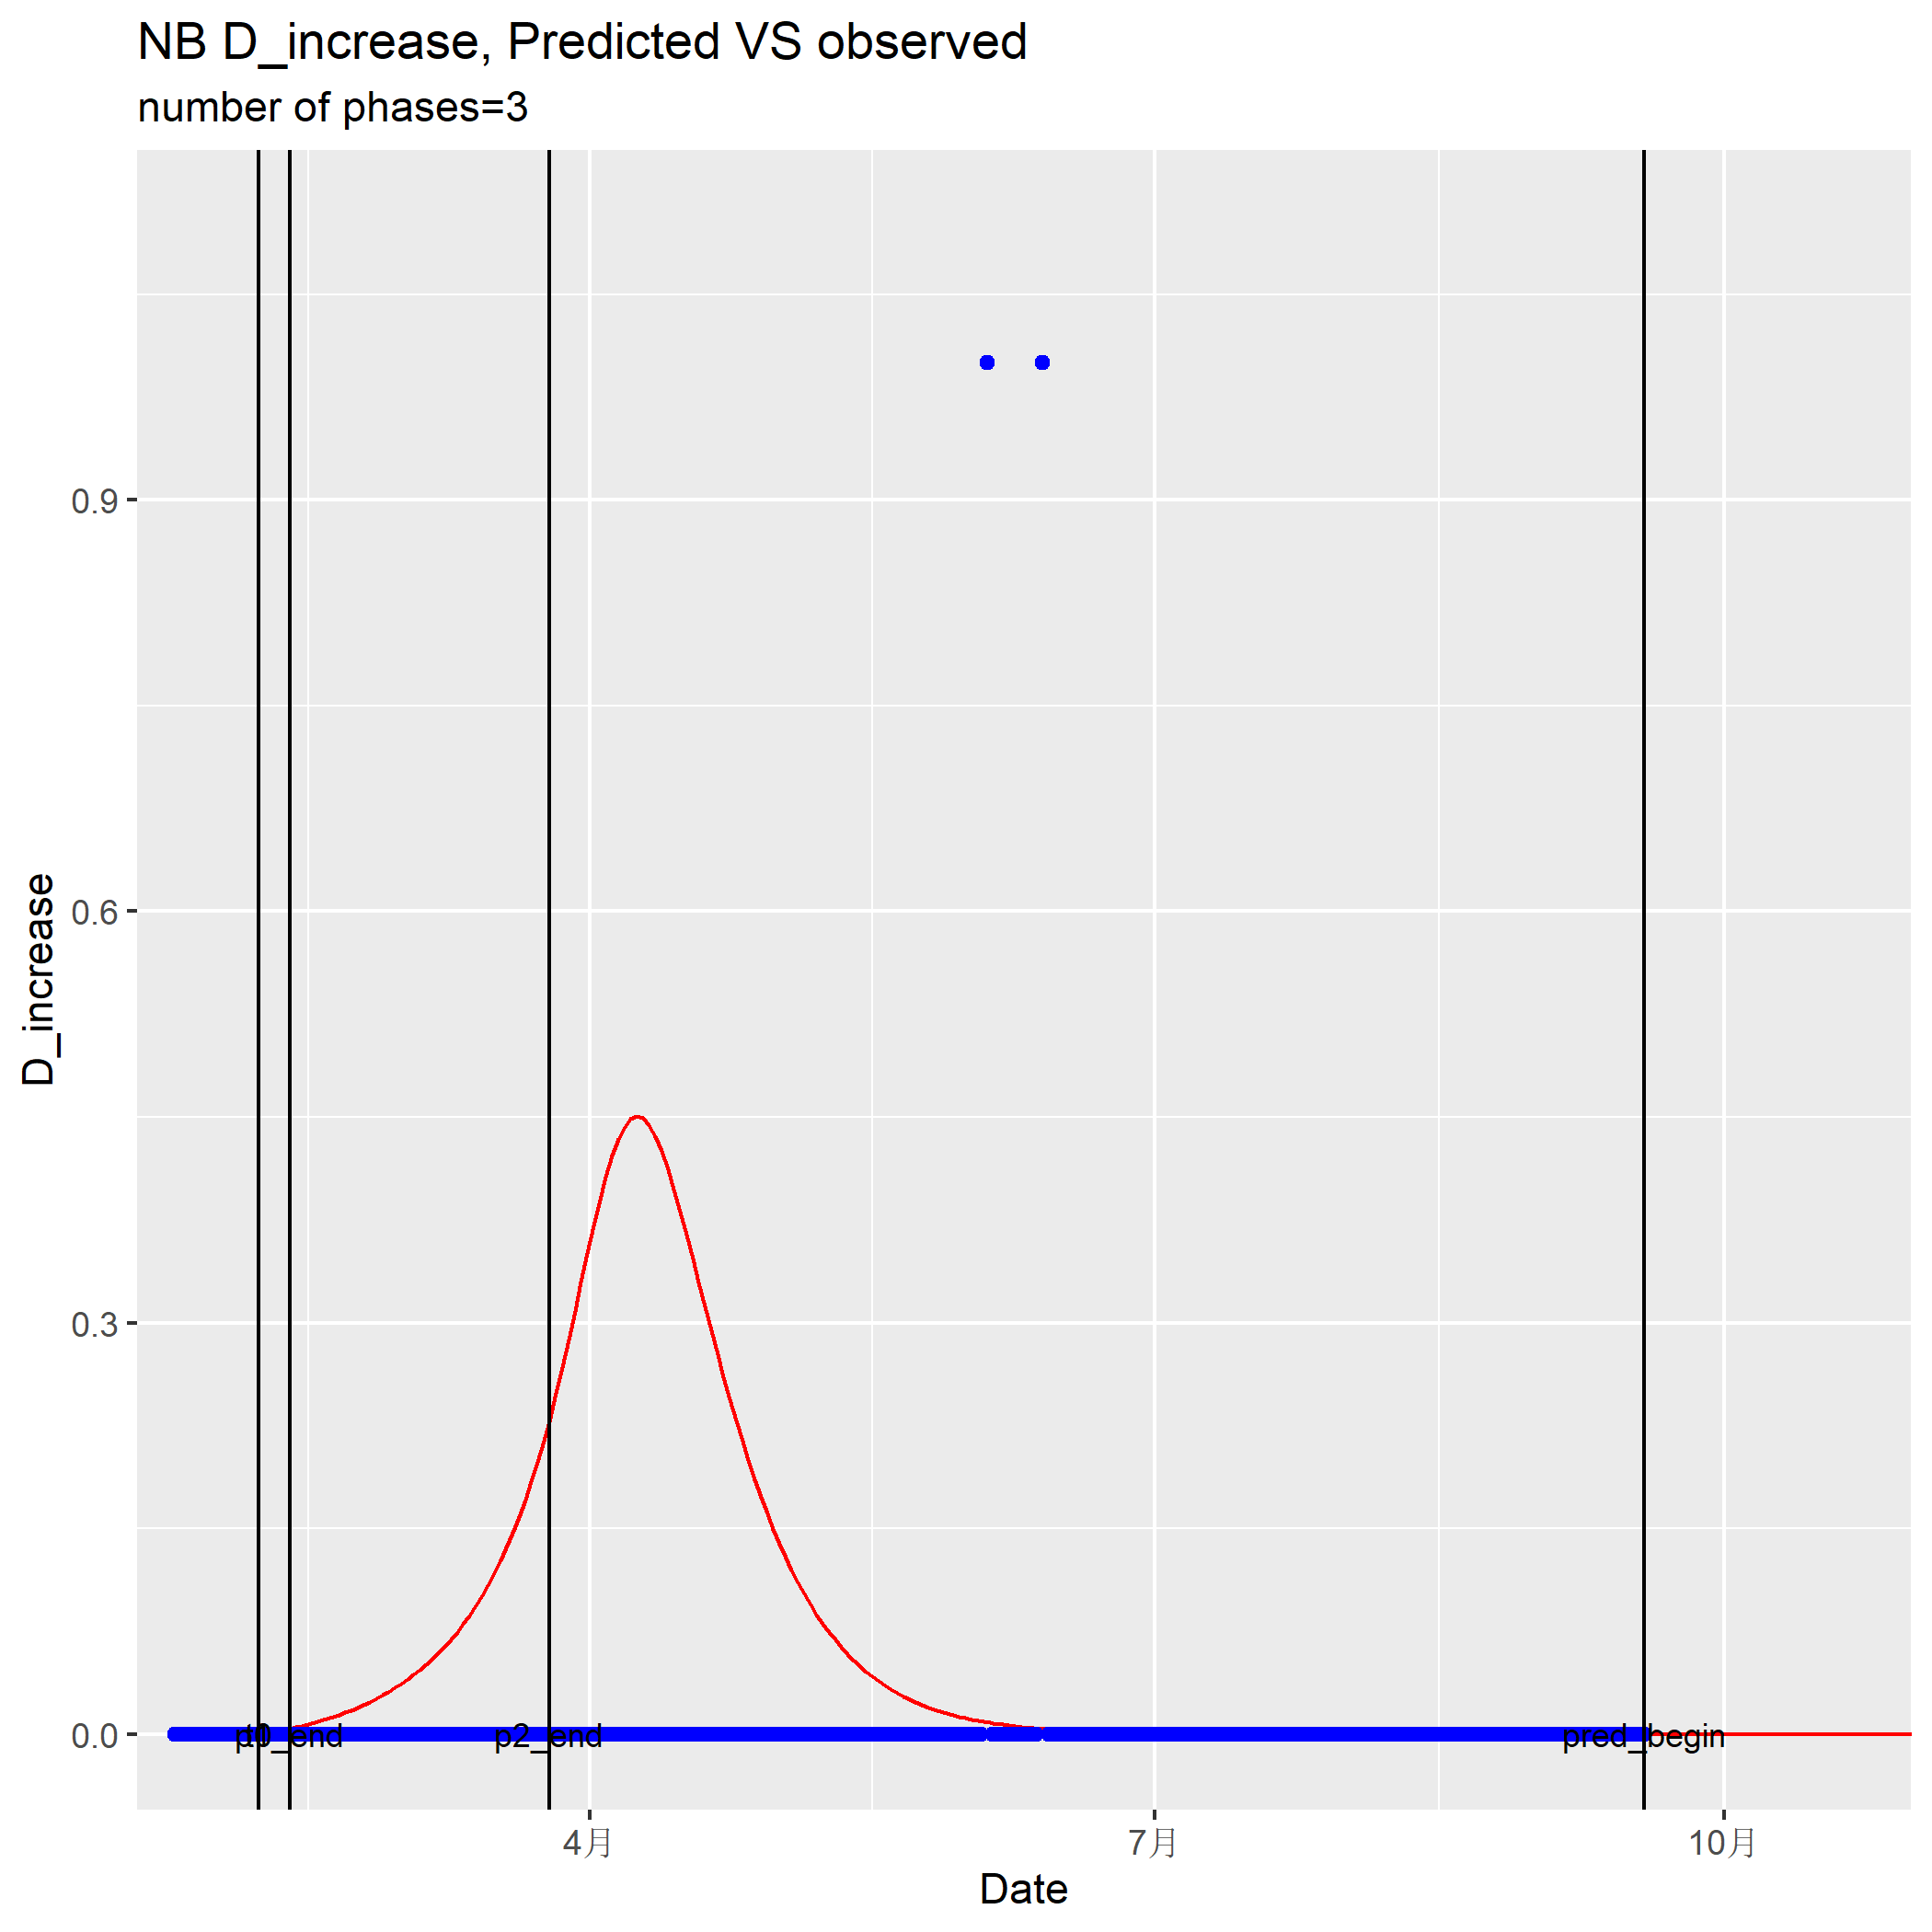 NB D_increase, Predicted VS observed
number of phases=3
D_increase
0.9
0.6
0.3
0.0
p2_end
pred_begin
4月
7月
10月
Date